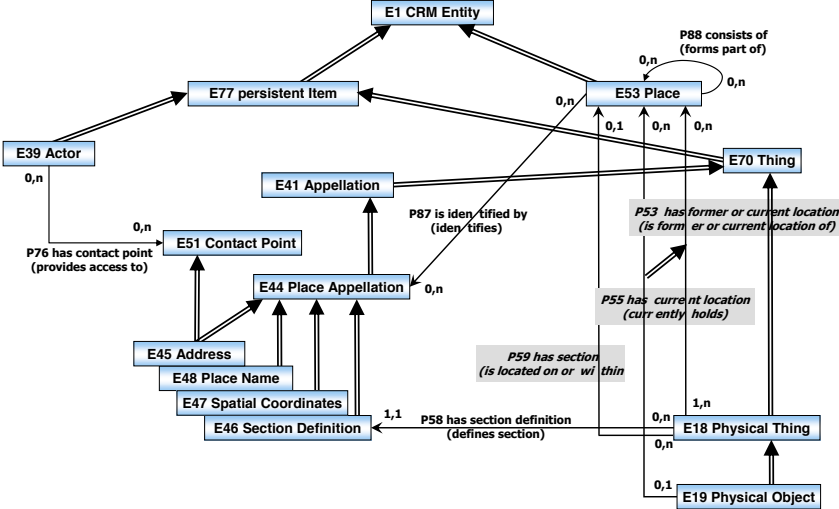 E1 CRM Entity
P88 consists of
(forms part of)
0,n
0,n
E77 persistent Item
E53 Place
0,n
0,1
0,n
0,n
E39 Actor
E70 Thing
0,n
E41 Appellation
P87 is iden tified by
(iden tifies)
P53 has former or current location
(is form er or current location of)
0,n
E51 Contact Point
P76 has contact point
(provides access to)
E44 Place Appellation
0,n
P55 has current location
(curr ently holds)
E45 Address
P59 has section
(is located on or wi thin
E48 Place Name
E47 Spatial Coordinates
1,n
1,1
P58 has section definition
(defines section)
0,n
E46 Section Definition
E18 Physical Thing
0,n
0,1
E19 Physical Object